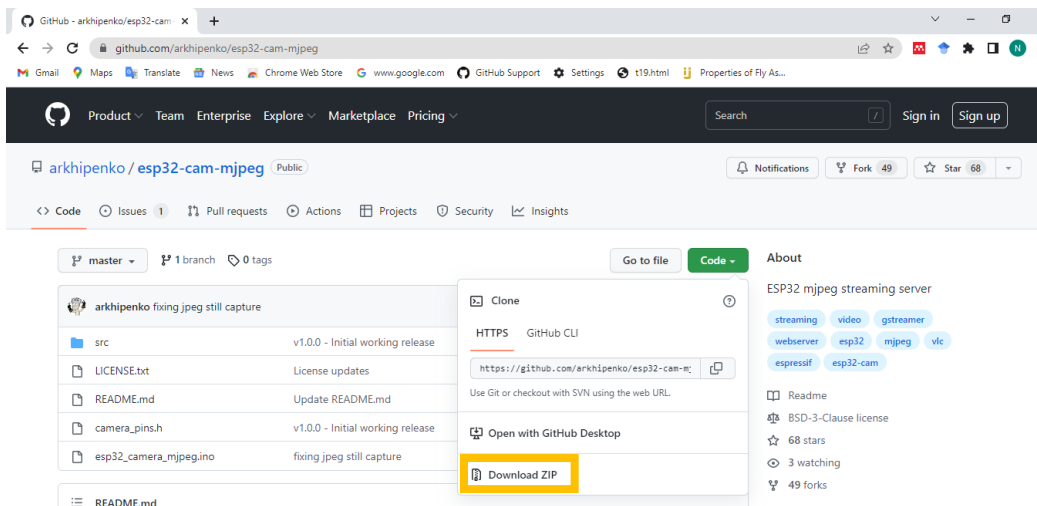 GitHub - arkhipenko/esp32-cam-
github.com/arkhipenko/esp32-cam-mjpeg
N
Gmail Maps Translate News Chrome Web Store www.google.com GitHub Support Settings t19.html Properties of Fly As...
Product Team Enterprise Explore Marketplace Pricing Search / Sign in Sign up
arkhipenko / esp32-cam-mjpeg Public Notifications Fork 49 Star 68
Code Issues 1 Pull requests Actions Projects Security Insights
master 1 branch 0 tags Go to file Code
arkhipenko fixing jpeg still capture
src v1.0.0 - Initial working release
LICENSE.txt License updates
README.md Update README.md
camera_pins.h v1.0.0 - Initial working release
esp32_camera_mjpeg.ino fixing jpeg still capture
README.md
Clone
HTTPS GitHub CLI
https://github.com/arkhipenko/esp32-cam-mj
Use Git or checkout with SVN using the web URL.
Open with GitHub Desktop
Download ZIP
About
ESP32 mjpeg streaming server
streaming video gstreamer
webserver esp32 mjpeg vlc
espressif esp32-cam
Readme
BSD-3-Clause license
68 stars
3 watching
49 forks